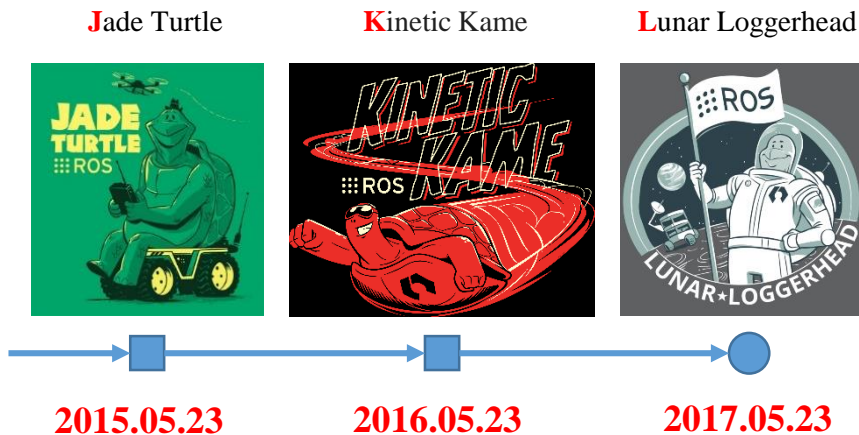 Jade Turtle
Kinetic Kame
Lunar Loggerhead
JADE
TURTLE
ROS
KINETIC
KAME
ROS
ROS
LUNAR★LOGGERHEAD
2015.05.23
2016.05.23
2017.05.23